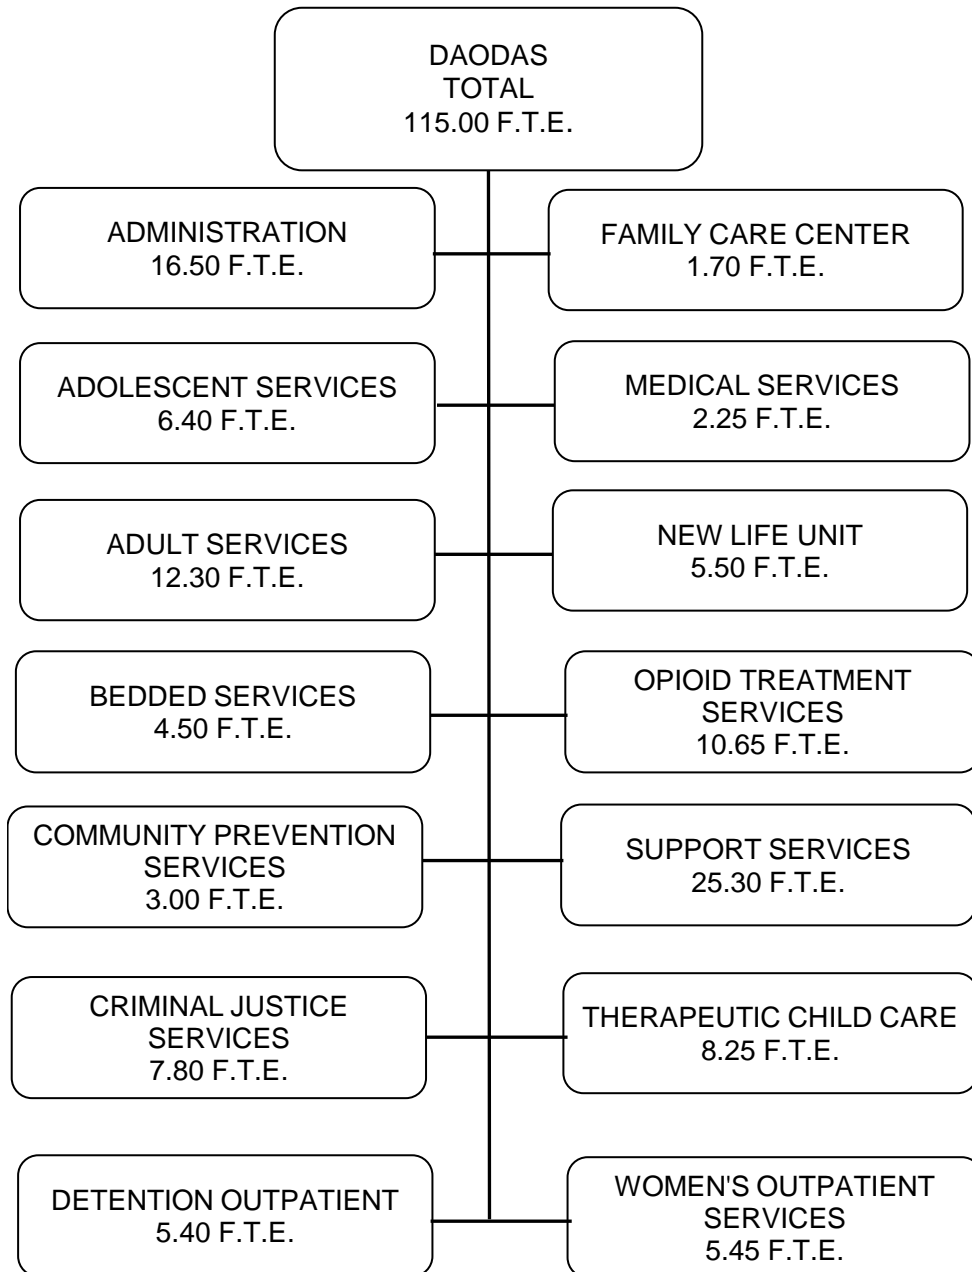 DAODAS
TOTAL
115.00 F.T.E.
ADMINISTRATION
16.50 F.T.E.
FAMILY CARE CENTER
1.70 F.T.E.
ADOLESCENT SERVICES
6.40 F.T.E.
MEDICAL SERVICES
2.25 F.T.E.
ADULT SERVICES
12.30 F.T.E.
NEW LIFE UNIT
5.50 F.T.E.
BEDDED SERVICES
4.50 F.T.E.
OPIOID TREATMENT
SERVICES
10.65 F.T.E.
COMMUNITY PREVENTION
SERVICES
3.00 F.T.E.
SUPPORT SERVICES
25.30 F.T.E.
CRIMINAL JUSTICE
SERVICES
7.80 F.T.E.
THERAPEUTIC CHILD CARE
8.25 F.T.E.
DETENTION OUTPATIENT
5.40 F.T.E.
WOMEN'S OUTPATIENT
SERVICES
5.45 F.T.E.